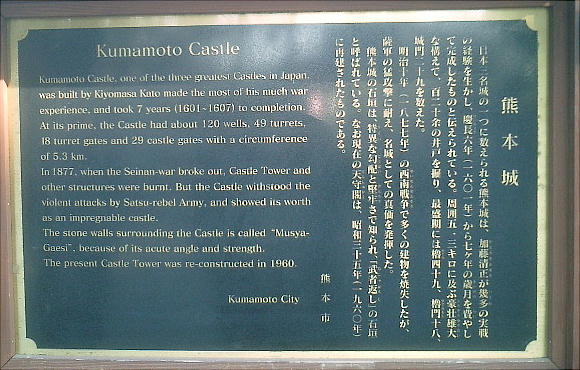 Kumamoto Castle
Kumamoto Castle, one of the three greatest Castles in Japan,
was built by Kiyomasa Kato made the most of his much war
experience, and took 7 years (1601~1607) to completion.
At its prime, the Castle had about 120 wells, 49 turrets,
18 turret gates and 29 castle gates with a circumference
of 5.3 km.
In 1877, when the Seinan-war broke out, Castle Tower and
other structures were burnt. But the Castle withstood the
violent attacks by Satsu-rebel Army, and showed its worth
as an impregnable castle.
The stone walls surrounding the Castle is called "Musya-
Gaesi", because of its acute angle and strength.
The present Castle Tower was re-constructed in 1960.
Kumamoto City
熊本城
日本三名城の一つに数えられる熊本城は、加藤清正が幾多の実戦
の経験を生かし、慶長六年(一六〇一年)から七ヶ年の歳月を費やし
て完成したものと伝えられている。周囲五・三キロに及ぶ豪壮雄大
な構えで、百二十余の井戸を掘り、最盛期には櫓四十九、櫓門十八、
城門二十九を数えた。
明治十年(一八七七年)の西南戦争で多くの建物を焼失したが、
薩軍の猛攻撃に耐え、名城としての真価を発揮した。
熊本城の石垣は、特異な勾配と堅牢さで知られ、「武者返し」の石垣
と呼ばれている。なお現在の天守閣は、昭和三十五年(一九六〇年)
に再建されたものである。
熊本市